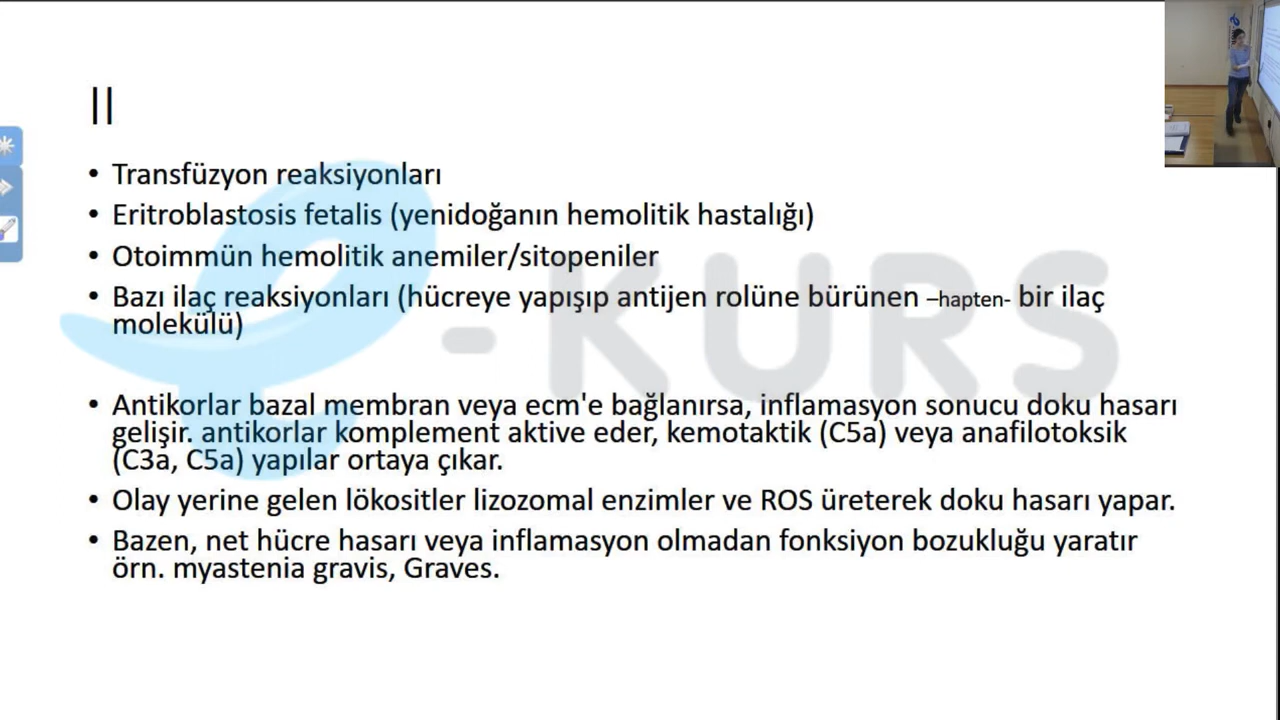 II
• Transfüzyon reaksiyonları
• Eritroblastosis fetalis (yenidoğanın hemolitik hastalığı)
• Otoimmün hemolitik anemiler/sitopeniler
• Bazı ilaç reaksiyonları (hücreye yapışıp antijen rolüne bürünen –hapten- bir ilaç
molekülü)
• Antikorlar bazal membran veya ecm'e bağlanırsa, inflamasyon sonucu doku hasarı
gelişir. antikorlar komplement aktive eder, kemotaktik (C5a) veya anafilotoksik
(C3a, C5a) yapılar ortaya çıkar.
• Olay yerine gelen lökositler lizozomal enzimler ve ROS üreterek doku hasarı yapar.
• Bazen, net hücre hasarı veya inflamasyon olmadan fonksiyon bozukluğu yaratır
örn. myastenia gravis, Graves.
e-KURS